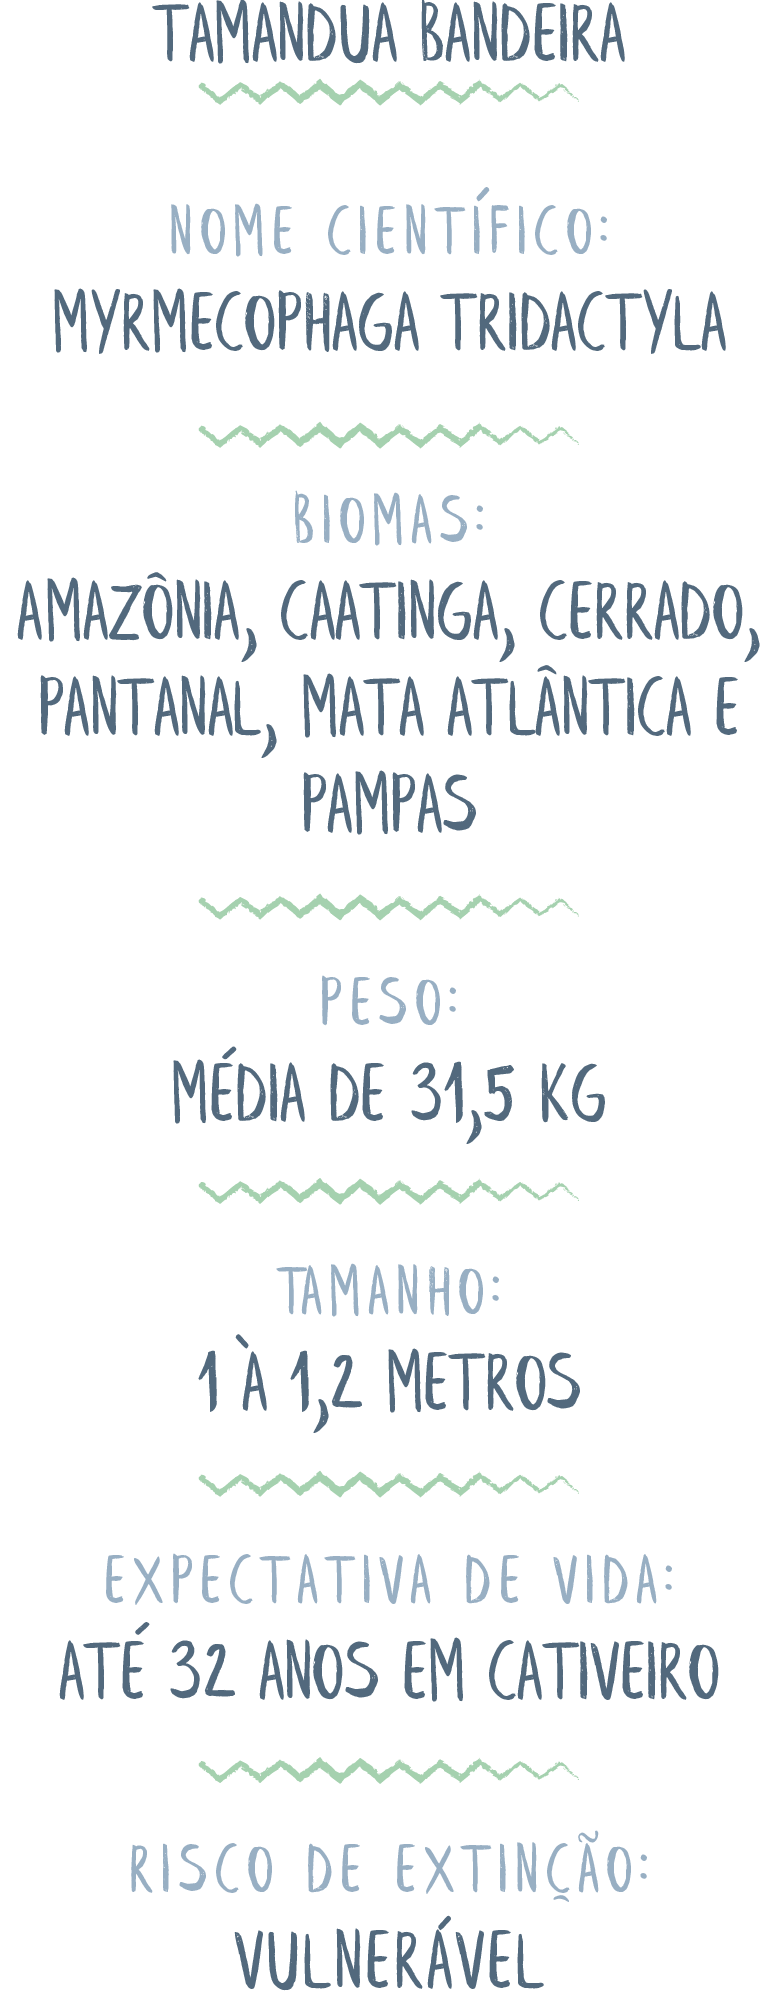 TAMANDUA BANDEIRA
NOME CIENTÍFICO:
MYRMECOPHAGA TRIDACTYLA
BIOMAS:
AMAZÔNIA, CAATINGA, CERRADO,
PANTANAL, MATA ATLÂNTICA E
PAMPAS
PESO:
MÉDIA DE 31,5 KG
TAMANHO:
1 À 1,2 METROS
EXPECTATIVA DE VIDA:
ATÉ 32 ANOS EM CATIVEIRO
RISCO DE EXTINÇÃO:
VULNERÁVEL